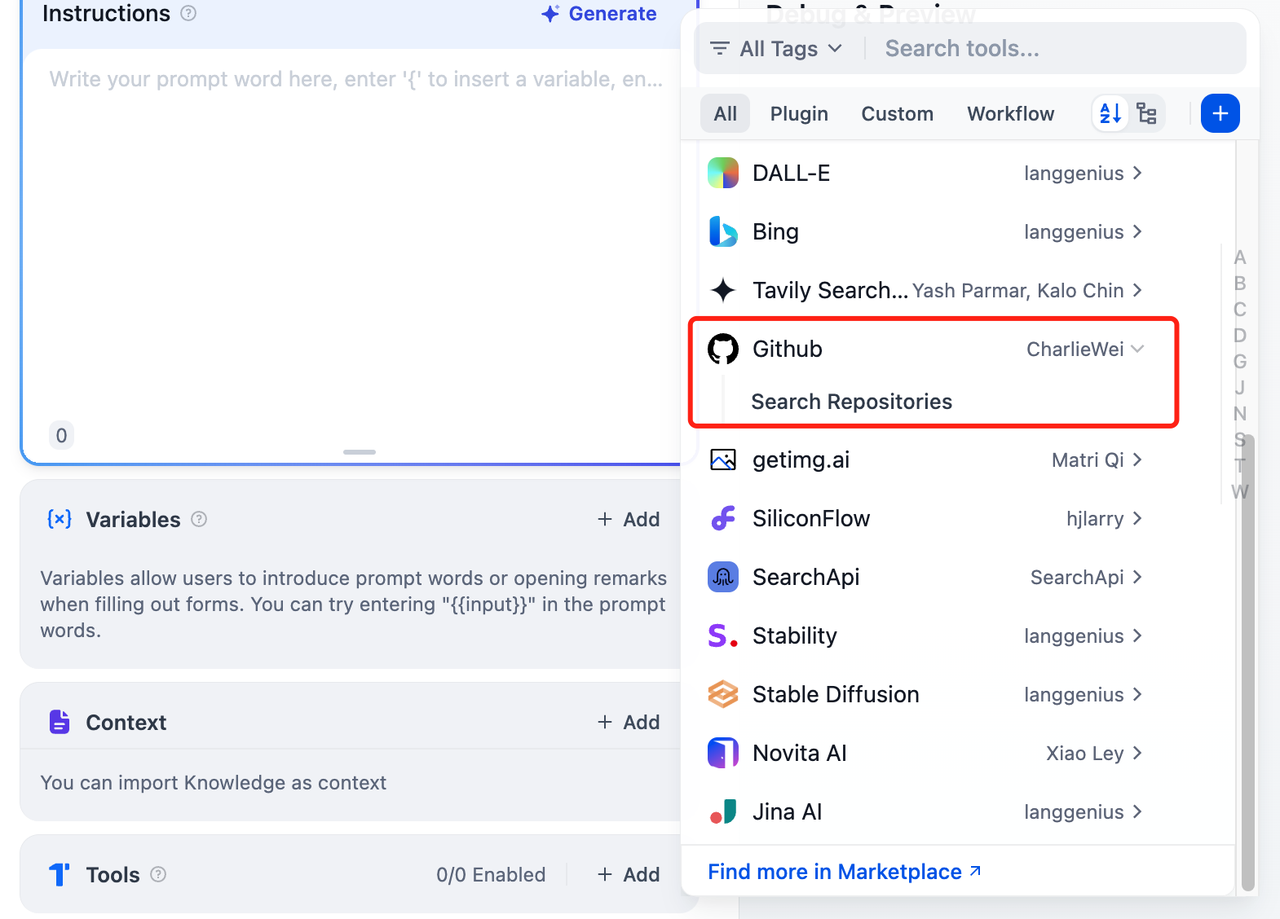 Instructions
Generate
Write your prompt word here, enter '{' to insert a variable, en...
0
Variables
Add
Variables allow users to introduce prompt words or opening remarks
when filling out forms. You can try entering "{{input}}" in the prompt
words.
Context
Add
You can import Knowledge as context
Tools
0/0 Enabled
Add
Debug & Preview
All Tags
Search tools...
All
Plugin
Custom
Workflow
DALL-E
langgenius
Bing
langgenius
Tavily Search...
Yash Parmar, Kalo Chin
Github
CharlieWei
Search Repositories
getimg.ai
Matri Qi
SiliconFlow
hjlarry
SearchApi
SearchApi
Stability
langgenius
Stable Diffusion
langgenius
Novita AI
Xiao Ley
Jina AI
langgenius
Find more in Marketplace
A
B
C
D
G
J
N
S
T
W